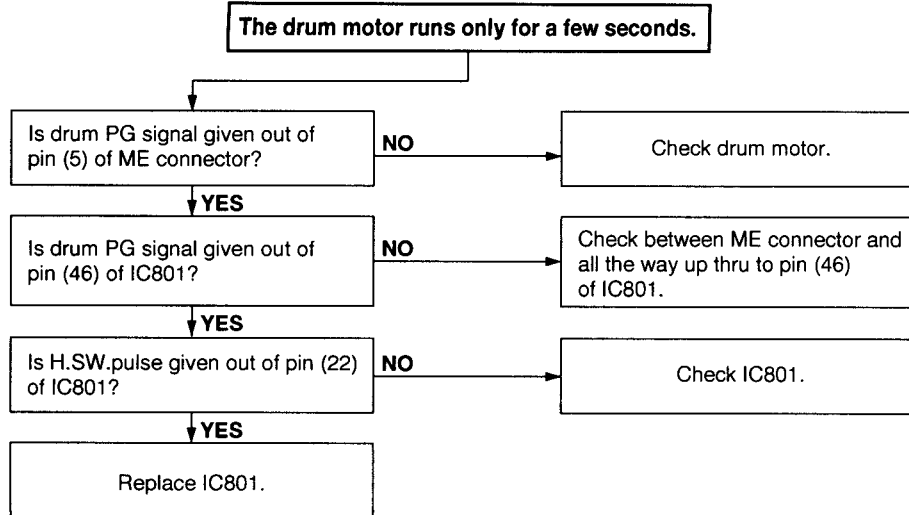 The drum motor runs only for a few seconds.
Is drum PG signal given out of
pin (5) of ME connector?
NO
Check drum motor.
YES
Is drum PG signal given out of
pin (46) of IC801?
NO
Check between ME connector and
all the way up thru to pin (46)
of IC801.
YES
Is H.SW.pulse given out of pin (22)
of IC801?
NO
Check IC801.
YES
Replace IC801.